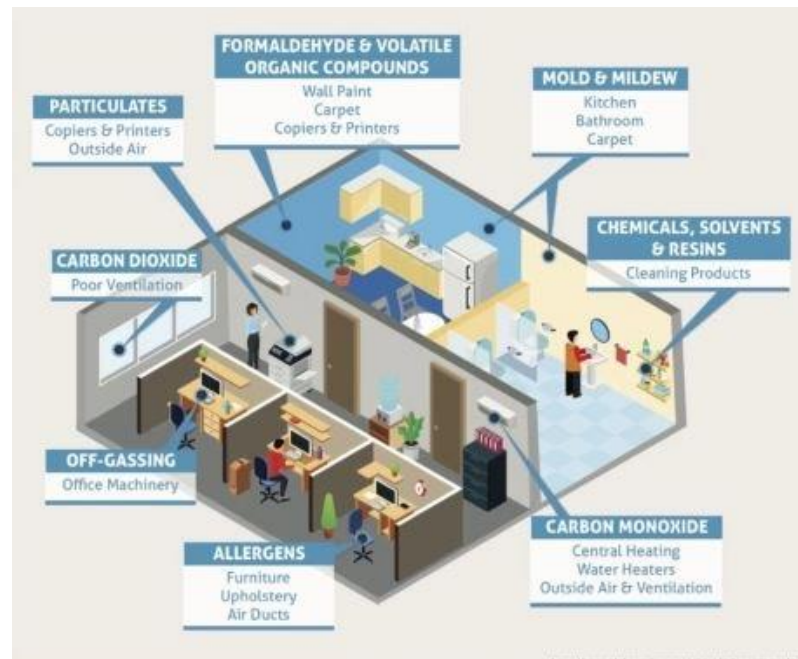 FORMALDEHYDE & VOLATILE
ORGANIC COMPOUNDS
Wall Paint
Carpet
Copiers & Printers
MOLD & MILDEW
Kitchen
Bathroom
Carpet
PARTICULATES
Copiers & Printers
Outside Air
CHEMICALS, SOLVENTS
& RESINS
Cleaning Products
CARBON DIOXIDE
Poor Ventilation
OFF-GASSING
Office Machinery
ALLERGENS
Furniture
Upholstery
Air Ducts
CARBON MONOXIDE
Central Heating
Water Heaters
Outside Air & Ventilation